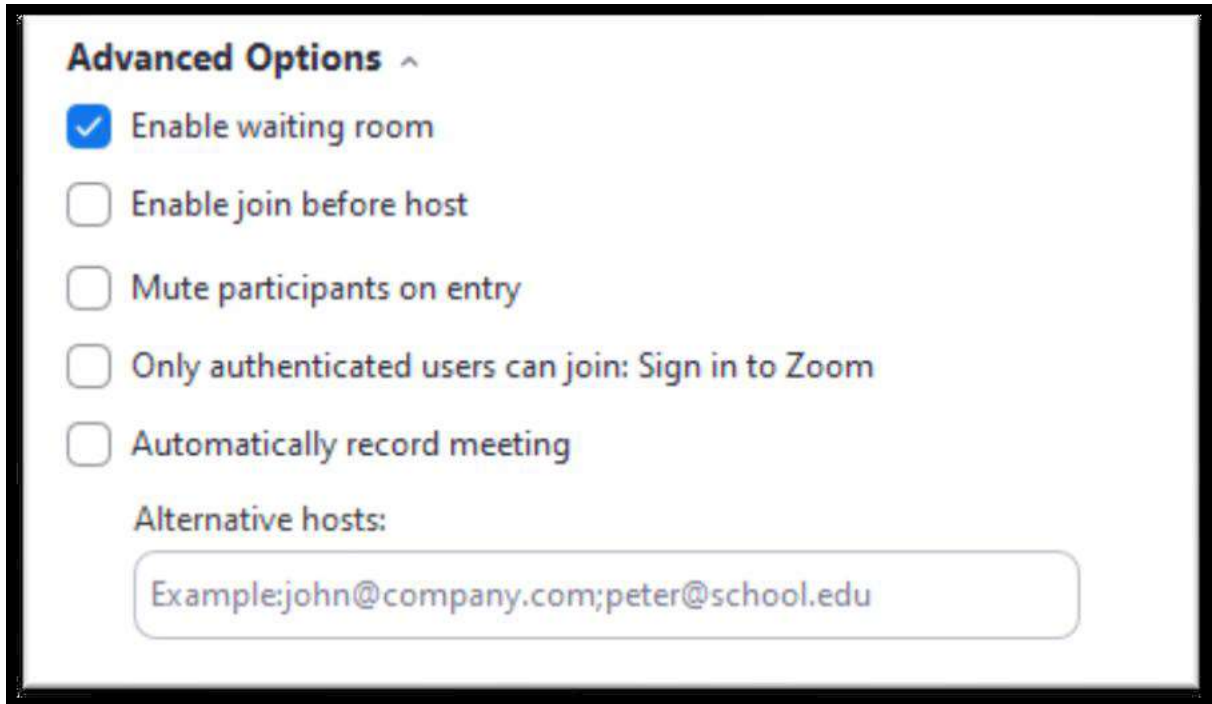 Advanced Options
Enable waiting room
Enable join before host
Mute participants on entry
Only authenticated users can join: Sign in to Zoom
Automatically record meeting
Alternative hosts:
Example:john@company.com;peter@school.edu